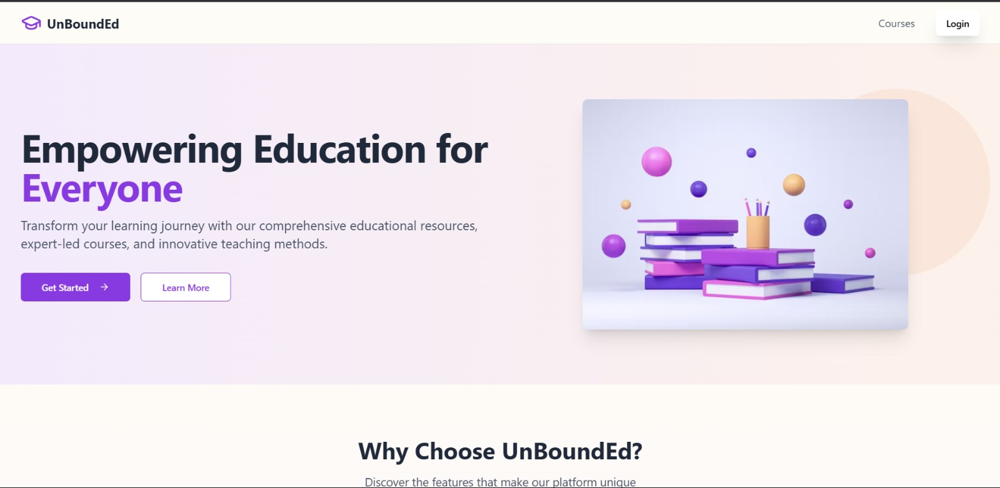 UnBoundEd
Courses
Login
Empowering Education for
Everyone
Transform your learning journey with our comprehensive educational resources,
expert-led courses, and innovative teaching methods.
Get Started
Learn More
Why Choose UnBoundEd?
Discover the features that make our platform unique